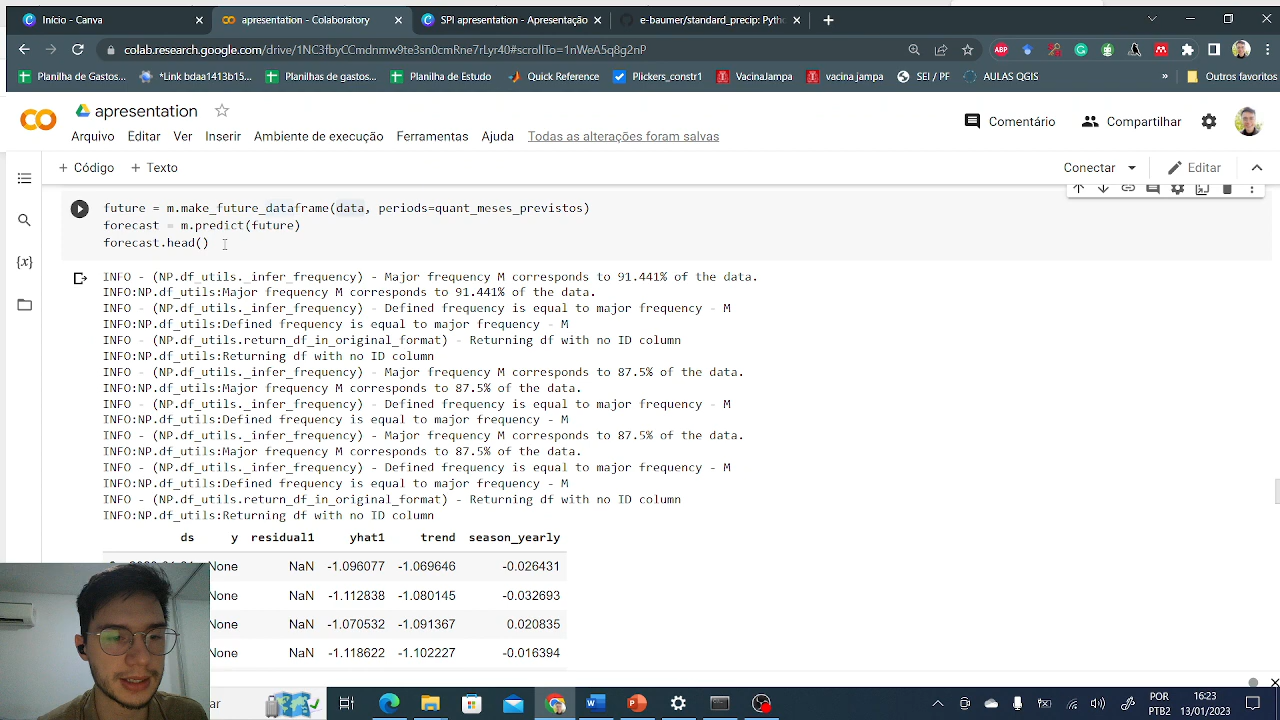 Início - Canva
apresentation - Colaboratory
SPI apresentation - Apresentação
e-baumer/standard_precip: Pyth
colab.research.google.com/drive/1NC3fbyCCmdnmw9te3sn0cmRne7rLyr40#scrollTo=1nWeA5q8g2nP
Planilha de Gastos...
*Link bdaa1413b15...
Planilhas de gastos...
Planilha de Estudo
Quick Reference
Plickers_constr1
VacinaJampa
vacina jampa
SEI / PF
AULAS QGIS
»
Outros favoritos
apresentation
Arquivo Editar Ver Inserir Ambiente de execução Ferramentas Ajuda Todas as alterações foram salvas
Comentário
Compartilhar
+ Código + Texto
Conectar
Editar
future = m.make_future_dataframe(data, periods=quant_meses_previstos)
forecast = m.predict(future)
forecast.head()
INFO - (NP.df_utils._infer_frequency) - Major frequency M corresponds to 91.441% of the data.
INFO:NP.df_utils:Major frequency M corresponds to 91.441% of the data.
INFO - (NP.df_utils._infer_frequency) - Defined frequency is equal to major frequency - M
INFO:NP.df_utils:Defined frequency is equal to major frequency - M
INFO - (NP.df_utils.return_df_in_original_format) - Returning df with no ID column
INFO:NP.df_utils:Returning df with no ID column
INFO - (NP.df_utils._infer_frequency) - Major frequency M corresponds to 87.5% of the data.
INFO:NP.df_utils:Major frequency M corresponds to 87.5% of the data.
INFO - (NP.df_utils._infer_frequency) - Defined frequency is equal to major frequency - M
INFO:NP.df_utils:Defined frequency is equal to major frequency - M
INFO - (NP.df_utils._infer_frequency) - Major frequency M corresponds to 87.5% of the data.
INFO:NP.df_utils:Major frequency M corresponds to 87.5% of the data.
INFO - (NP.df_utils._infer_frequency) - Defined frequency is equal to major frequency - M
INFO:NP.df_utils:Defined frequency is equal to major frequency - M
INFO - (NP.df_utils.return_df_in_original_format) - Returning df with no ID column
INFO:NP.df_utils:Returning df with no ID column
ds y residual1 yhat1 trend season_yearly
None NaN -1.096077 -1.069646 -0.026431
None NaN -1.112838 -1.080145 -0.032693
None NaN -1.070532 -1.091367 0.020835
None NaN -1.118622 -1.102227 -0.016394
ar
POR
PTB2
16:23
13/01/2023